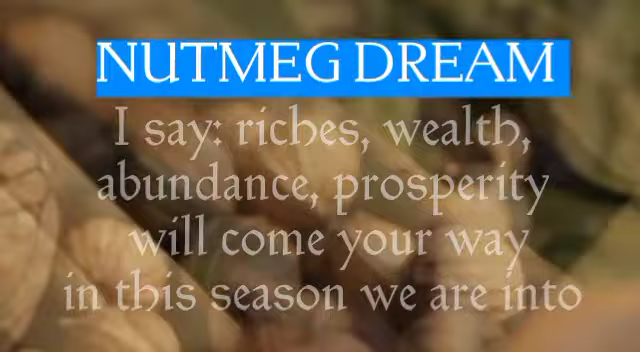 NUTMEG DREAM
I say: riches, wealth,
abundance, prosperity
will come your way
in this season we are into